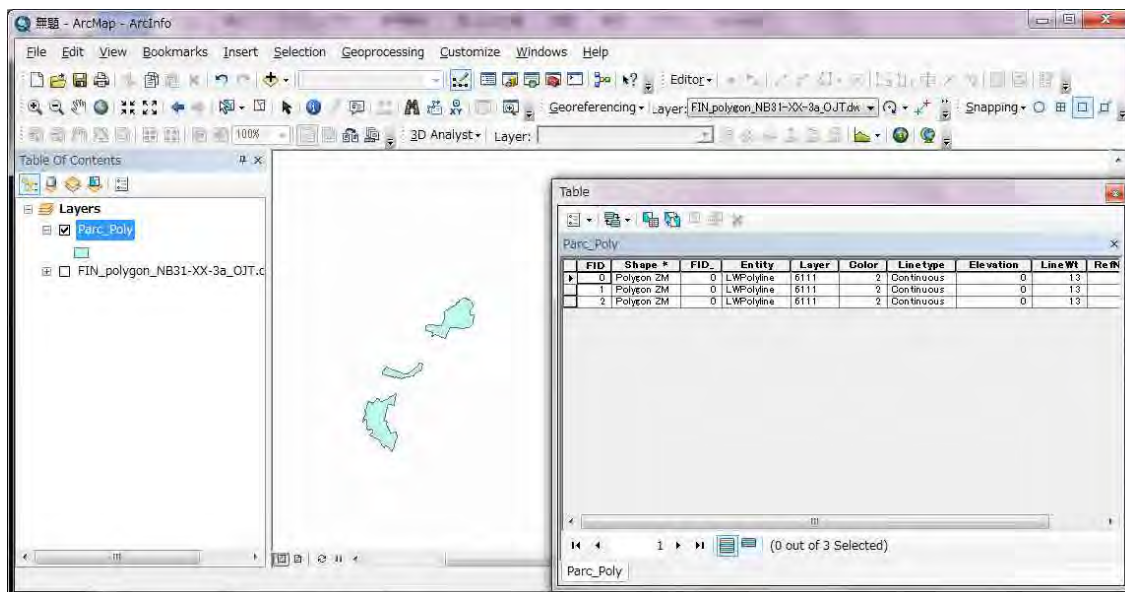 無題 - ArcMap - ArcInfo
File Edit View Bookmarks Insert Selection Geoprocessing Customize Windows Help
Editor
Georeferencing Layer: FIN_polygon_NB31-XX-3a_OJT.dw Snapping
100% 3D Analyst Layer:
Table Of Contents
Layers
Parc_Poly
FIN_polygon_NB31-XX-3a_OJT.c
Table
Parc_Poly
FID Shape * FID_ Entity Layer Color Linetype Elevation LineWt RefN
0 Polygon ZM 0 LWPolyline 6111 2 Continuous 0 13
1 Polygon ZM 0 LWPolyline 6111 2 Continuous 0 13
2 Polygon ZM 0 LWPolyline 6111 2 Continuous 0 13
1 (0 out of 3 Selected)
Parc_Poly